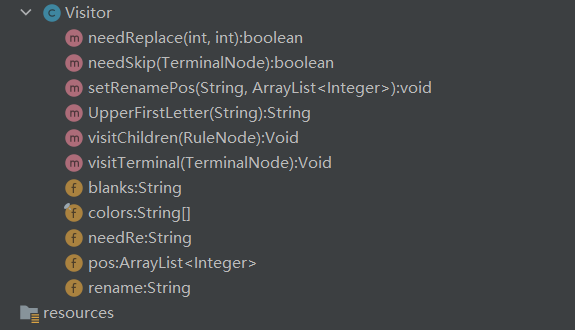 Visitor
needReplace(int, int):boolean
needSkip(TerminalNode):boolean
setRenamePos(String, ArrayList<Integer>):void
UpperFirstLetter(String):String
visitChildren(RuleNode):Void
visitTerminal(TerminalNode):Void
blanks:String
colors:String[]
needRe:String
pos:ArrayList<Integer>
rename:String
resources